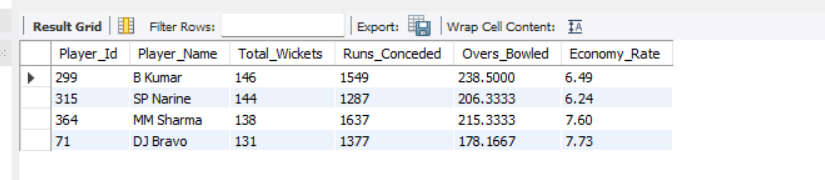 Result Grid Filter Rows: Export: Wrap Cell Content: IA
Player_Id Player_Name Total_Wickets Runs_Conceded Overs_Bowled Economy_Rate
299 B Kumar 146 1549 238.5000 6.49
315 SP Narine 144 1287 206.3333 6.24
364 MM Sharma 138 1637 215.3333 7.60
71 DJ Bravo 131 1377 178.1667 7.73